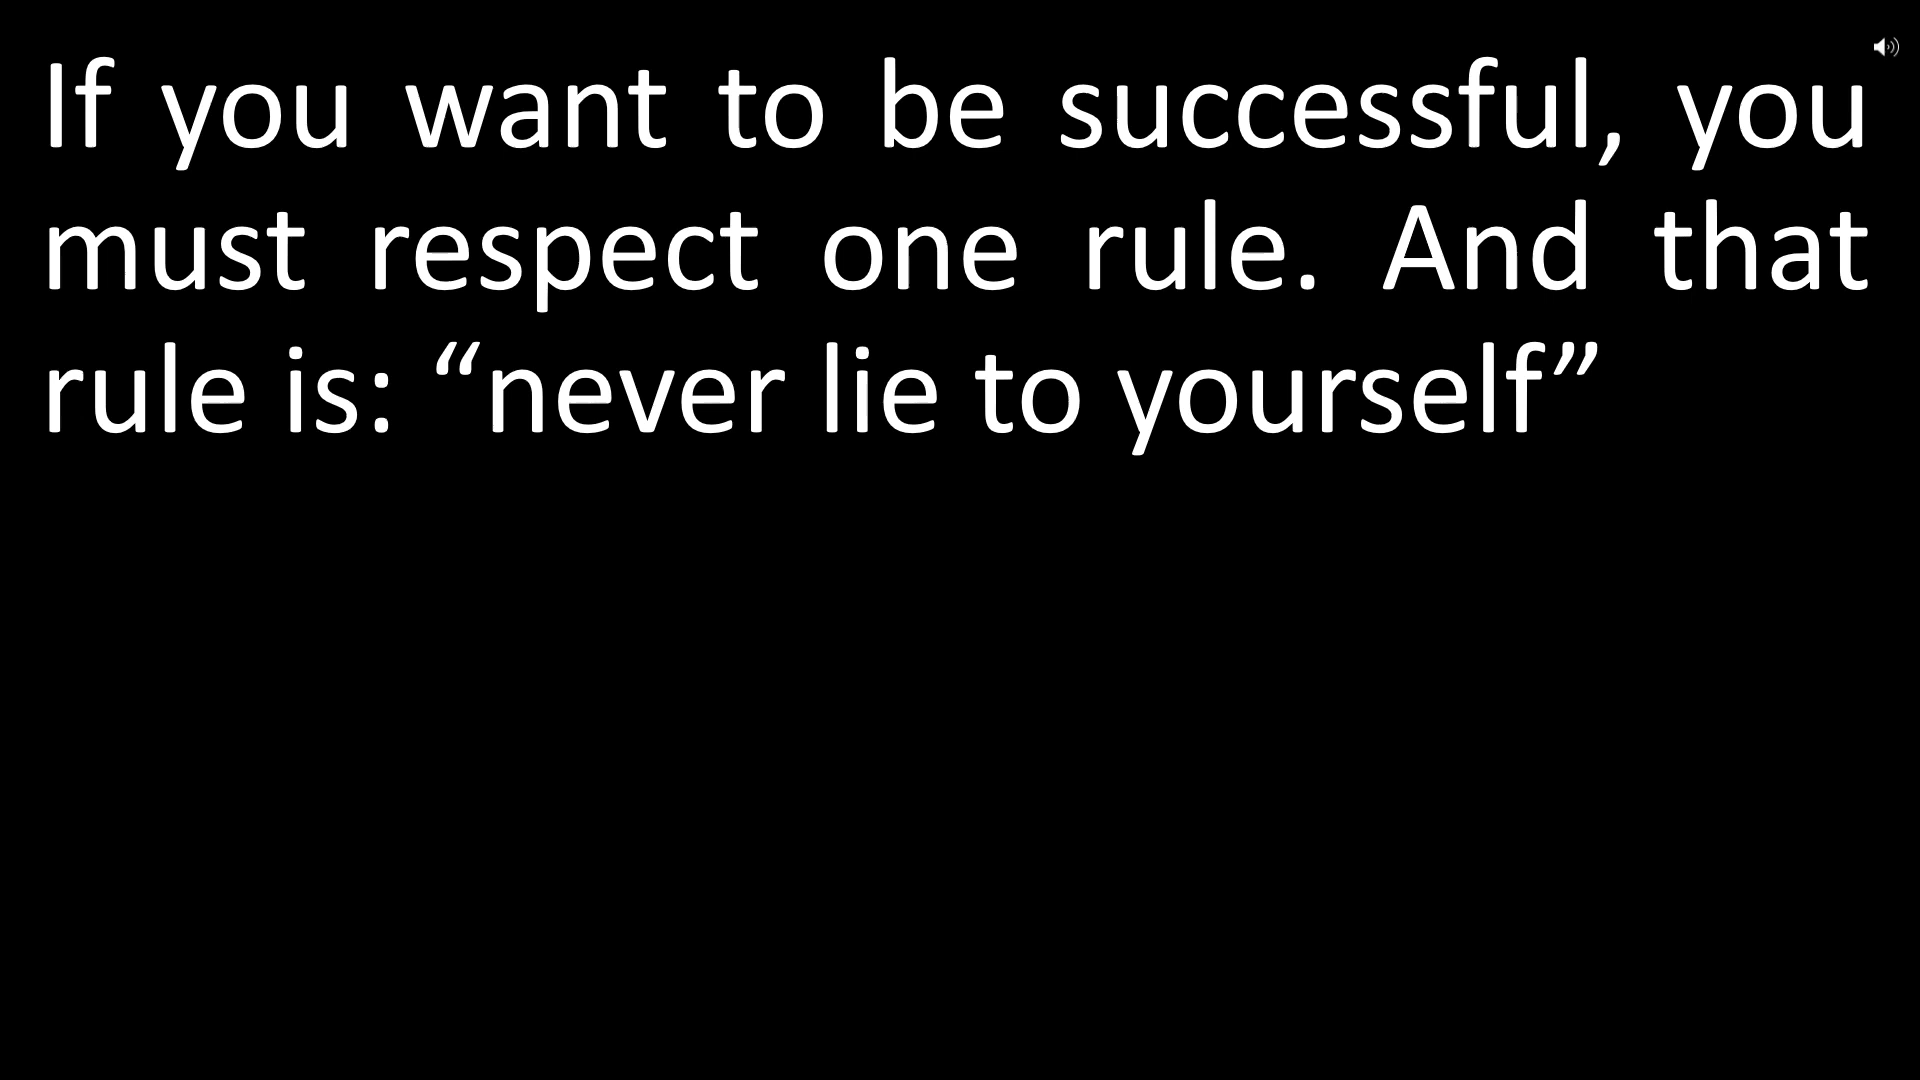 If you want to be successful, you
must respect one rule. And that
rule is: “never lie to yourself”